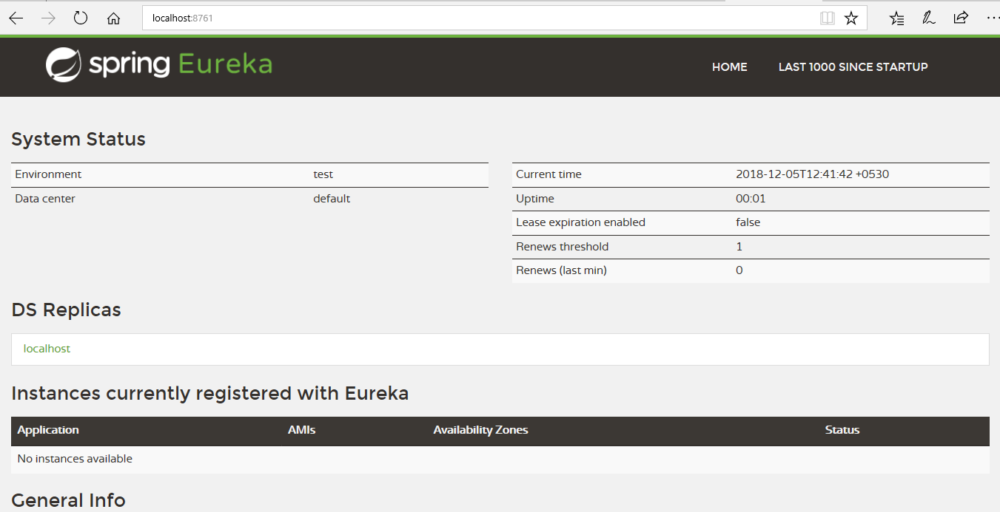 localhost:8761
spring Eureka
HOME LAST 1000 SINCE STARTUP
System Status
Environment test
Data center default
Current time 2018-12-05T12:41:42 +0530
Uptime 00:01
Lease expiration enabled false
Renews threshold 1
Renews (last min) 0
DS Replicas
localhost
Instances currently registered with Eureka
Application AMIs Availability Zones Status
No instances available
General Info